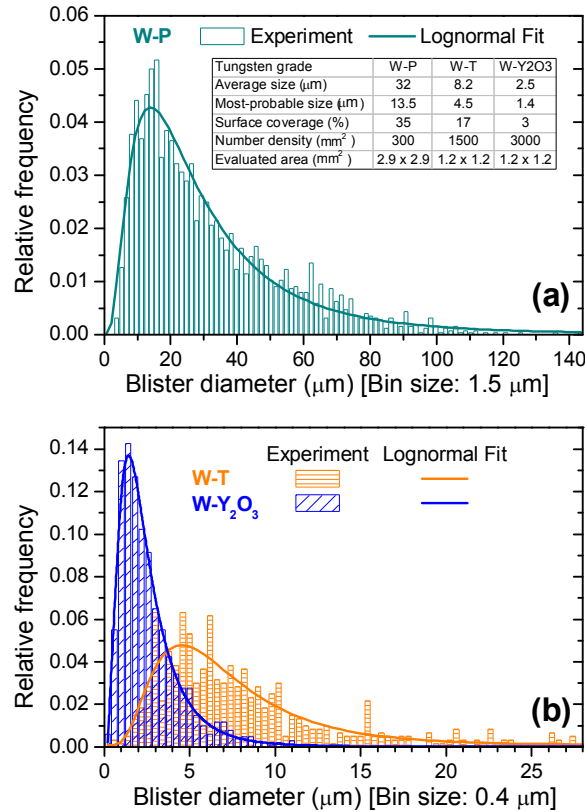 W-P Experiment Lognormal Fit
Tungsten grade W-P W-T W-Y2O3
Average size (μm) 32 8.2 2.5
Most-probable size (μm) 13.5 4.5 1.4
Surface coverage (%) 35 17 3
Number density (mm²) 300 1500 3000
Evaluated area (mm²) 2.9 x 2.9 1.2 x 1.2 1.2 x 1.2
0.06
0.05
0.04
0.03
0.02
0.01
0.00
Relative frequency
(a)
0 20 40 60 80 100 120 140
Blister diameter (μm) [Bin size: 1.5 μm]
Experiment Lognormal Fit
W-T
W-Y₂O₃
0.14
0.12
0.10
0.08
0.06
0.04
0.02
0.00
Relative frequency
(b)
0 5 10 15 20 25
Blister diameter (μm) [Bin size: 0.4 μm]